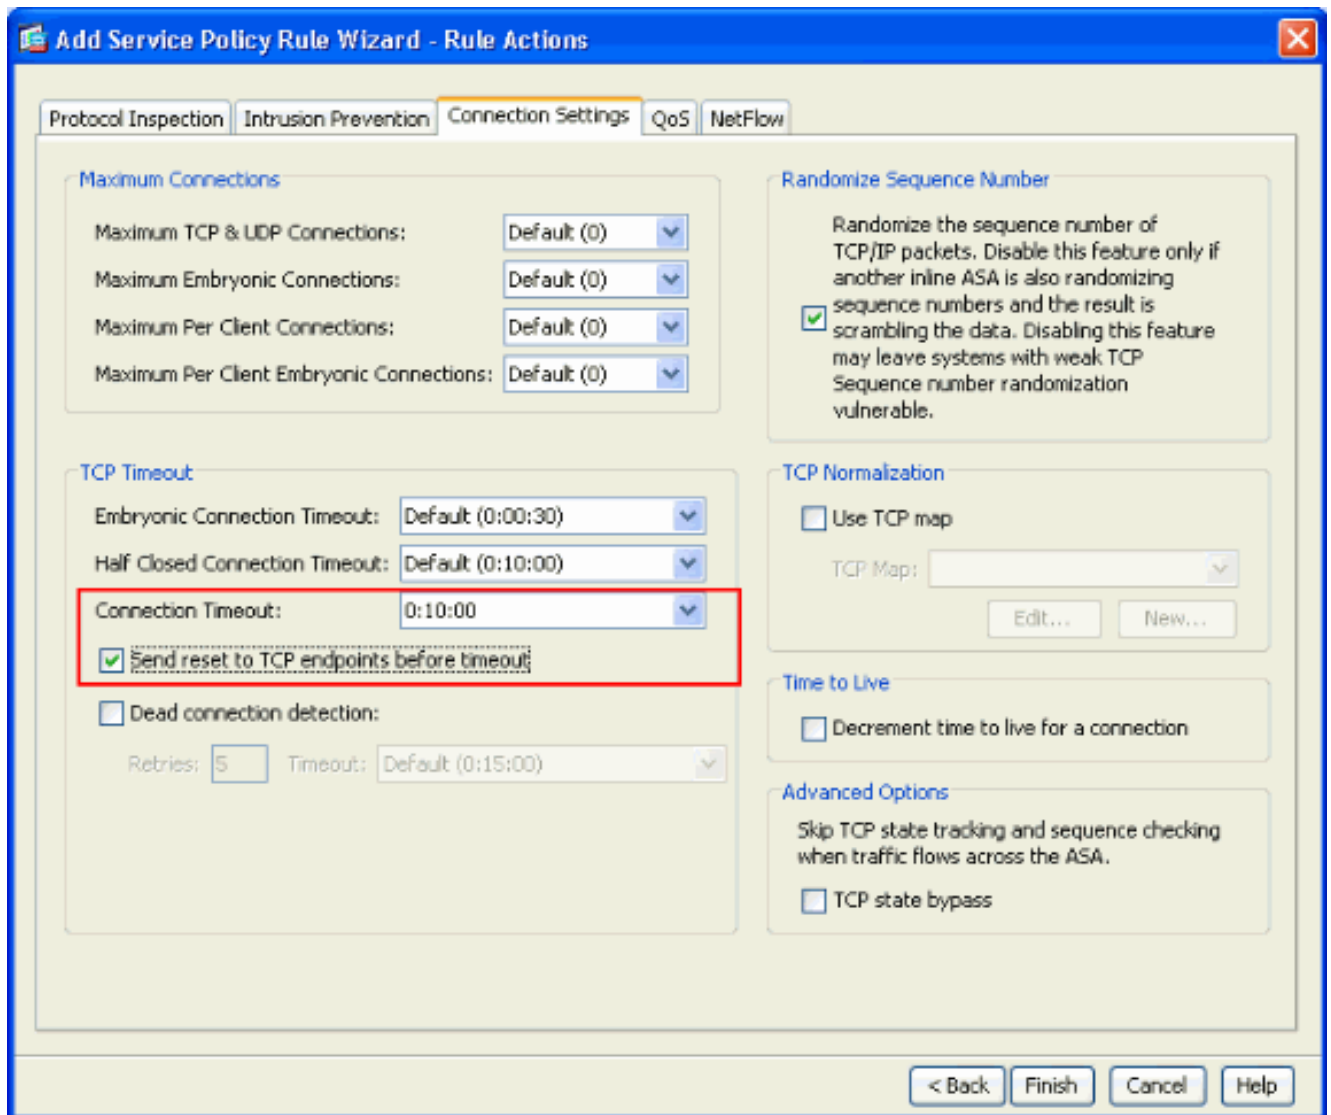 Add Service Policy Rule Wizard - Rule Actions
Protocol Inspection
Intrusion Prevention
Connection Settings
QoS
NetFlow
Maximum Connections
Maximum TCP & UDP Connections: Default (0)
Maximum Embryonic Connections: Default (0)
Maximum Per Client Connections: Default (0)
Maximum Per Client Embryonic Connections: Default (0)
TCP Timeout
Embryonic Connection Timeout: Default (0:00:30)
Half Closed Connection Timeout: Default (0:10:00)
Connection Timeout: 0:10:00
Send reset to TCP endpoints before timeout
Dead connection detection:
Retries: 5 Timeout: Default (0:15:00)
Randomize Sequence Number
Randomize the sequence number of
TCP/IP packets. Disable this feature only if
another inline ASA is also randomizing
sequence numbers and the result is
scrambling the data. Disabling this feature
may leave systems with weak TCP
Sequence number randomization
vulnerable.
TCP Normalization
Use TCP map
TCP Map:
Edit...
New...
Time to Live
Decrement time to live for a connection
Advanced Options
Skip TCP state tracking and sequence checking
when traffic flows across the ASA.
TCP state bypass
< Back
Finish
Cancel
Help